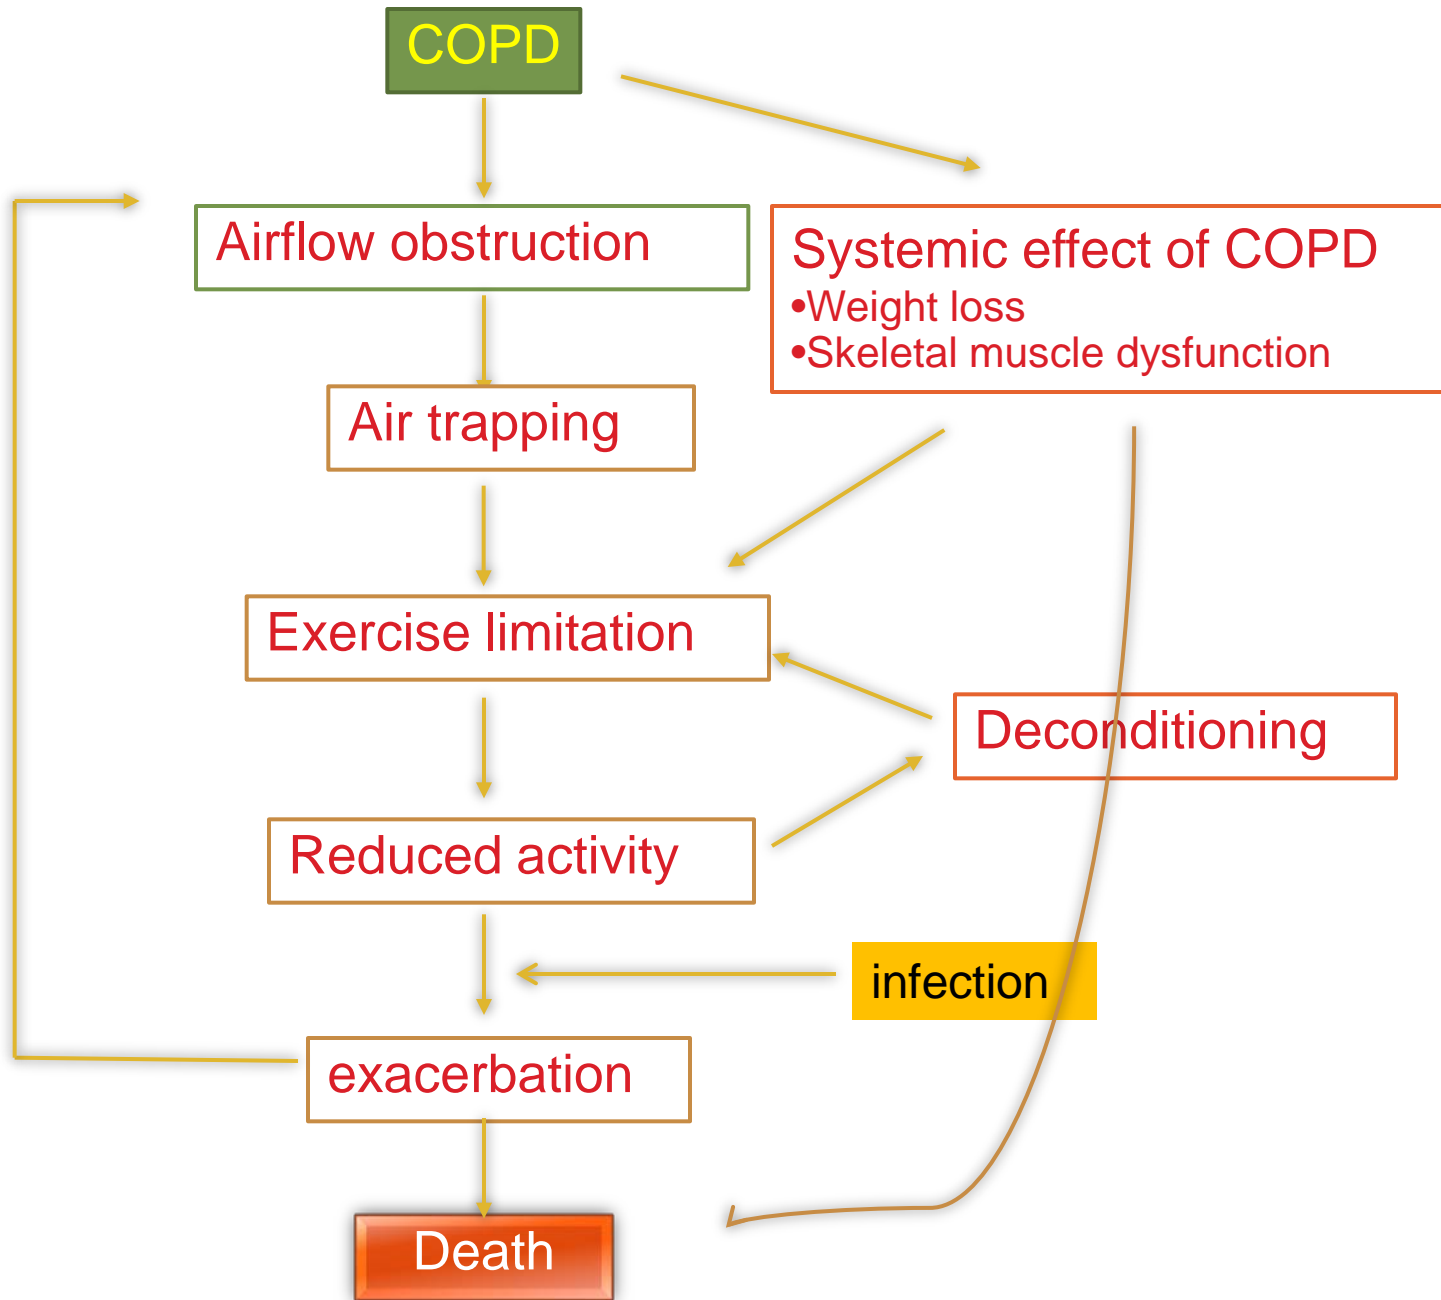 COPD
Airflow obstruction
Systemic effect of COPD
•Weight loss
•Skeletal muscle dysfunction
Air trapping
Exercise limitation
Deconditioning
Reduced activity
infection
exacerbation
Death